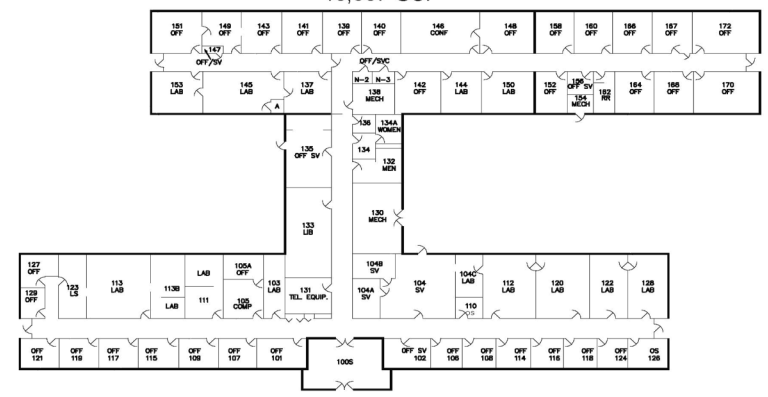 151
OFF
149
OFF
143
OFF
141
OFF
139
OFF
140
OFF
146
CONF
148
OFF
158
OFF
160
OFF
166
OFF
167
OFF
172
OFF
147
OFF/SV
OFF/SVC
153
LAB
145
LAB
137
LAB
A
N-2
N-3
138
MECH
142
OFF
144
LAB
150
LAB
152
OFF
156
OFF SV
154
MECH
162
RR
164
OFF
168
OFF
170
OFF
136
134A
WOMEN
135
OFF SV
134
132
MEN
133
LIB
130
MECH
127
OFF
129
OFF
123
LS
113
LAB
113B
LAB
LAB
111
105A
OFF
105
COMP
103
LAB
131
TEL. EQUIP.
104B
SV
104A
SV
104
SV
104C
LAB
110
OS
112
LAB
120
LAB
122
LAB
128
LAB
OFF
121
OFF
119
OFF
117
OFF
115
OFF
109
OFF
107
OFF
101
100S
OFF SV
102
OFF
106
OFF
108
OFF
114
OFF
116
OFF
118
OFF
124
OS
126